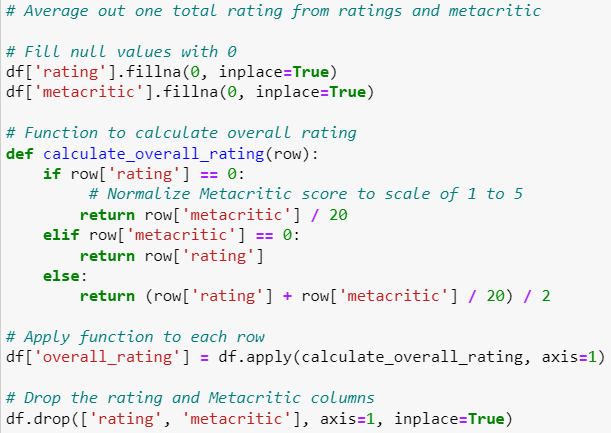 # Average out one total rating from ratings and metacritic

# Fill null values with 0
df['rating'].fillna(0, inplace=True)
df['metacritic'].fillna(0, inplace=True)

# Function to calculate overall rating
def calculate_overall_rating(row):
    if row['rating'] == 0:
         # Normalize Metacritic score to scale of 1 to 5
        return row['metacritic'] / 20
    elif row['metacritic'] == 0:
        return row['rating']
    else:
        return (row['rating'] + row['metacritic'] / 20) / 2

# Apply function to each row
df['overall_rating'] = df.apply(calculate_overall_rating, axis=1)

# Drop the rating and Metacritic columns
df.drop(['rating', 'metacritic'], axis=1, inplace=True)